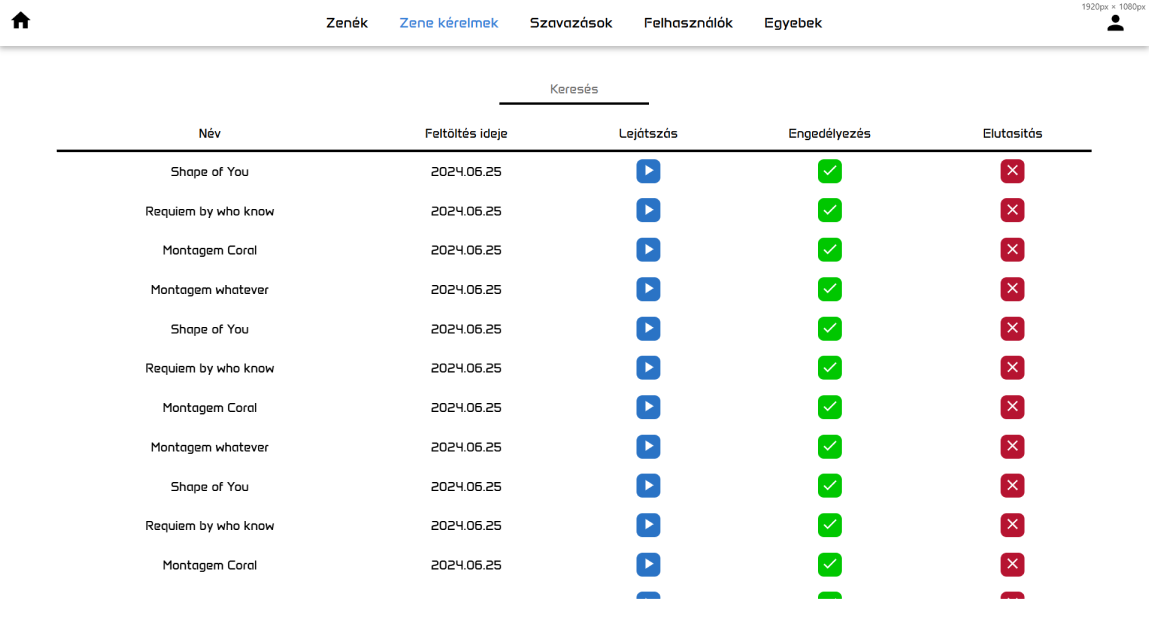 1920px × 1080px
Zenék Zene kérelmek Szavazások Felhasználók Egyebek
Keresés
Név Feltöltés ideje Lejátszás Engedélyezés Elutasítás
Shape of You 2024.06.25
Requiem by who know 2024.06.25
Montagem Coral 2024.06.25
Montagem whatever 2024.06.25
Shape of You 2024.06.25
Requiem by who know 2024.06.25
Montagem Coral 2024.06.25
Montagem whatever 2024.06.25
Shape of You 2024.06.25
Requiem by who know 2024.06.25
Montagem Coral 2024.06.25